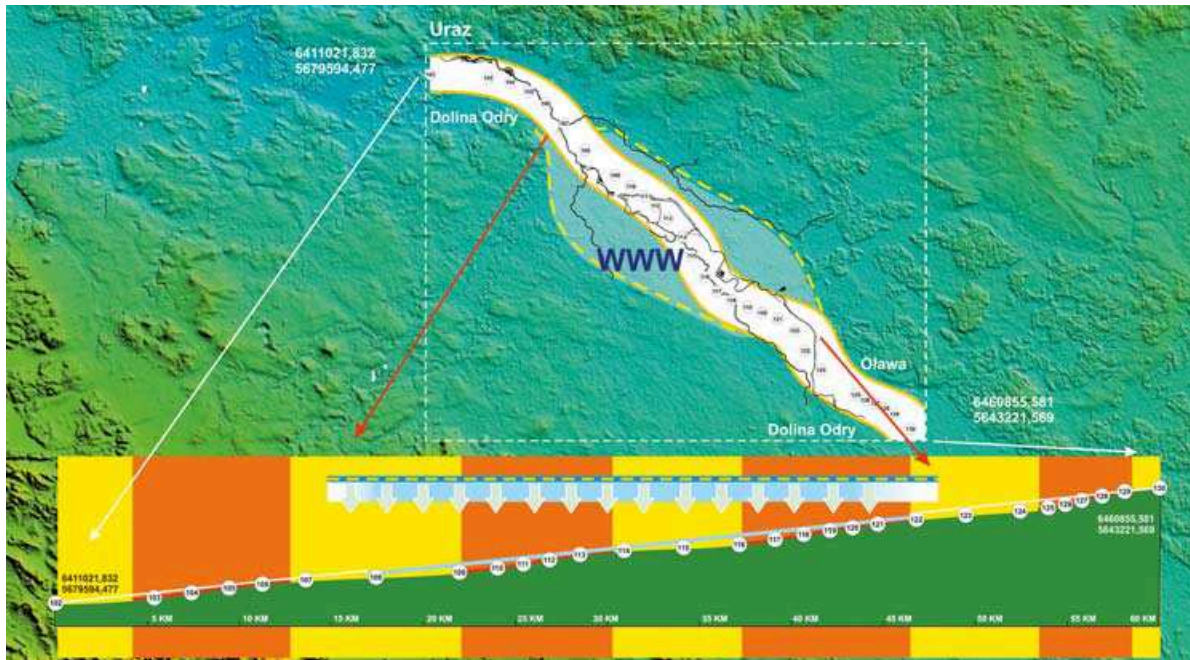 Uraz
6411021,832
5679594,477
Dolina Odry
WWW
Oława
6460855,581
5643221,569
Dolina Odry
6411021,832
5679594,477
6460855,581
5643221,569
102 103 104 105 106 107 108 109 110 111 112 113 114 115 116 117 118 119 120 121 122 123 124 125 126 127 128 129 130
5 KM 10 KM 15 KM 20 KM 25 KM 30 KM 35 KM 40 KM 45 KM 50 KM 55 KM 60 KM